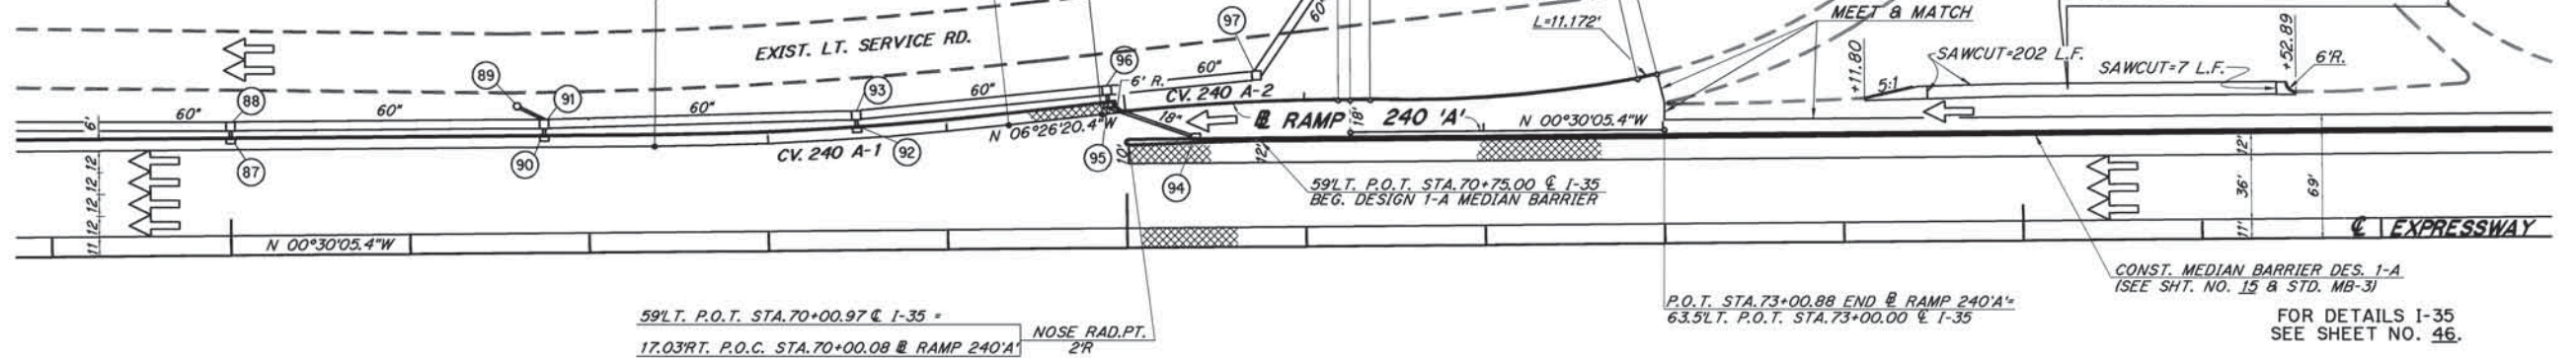 MEET & MATCH
L=11.172'
97
60"
+11.80
+52.89
SAWCUT=202 L.F.
SAWCUT=7 L.F.
6'R.
5:1
EXIST. LT. SERVICE RD.
96
60"
6' R.
89
88
91
93
60"
60"
60"
60"
CV. 240 A-2
18"
℄ RAMP 240 'A'
18'
N 00°30'05.4"W
N 06°26'20.4"W
CV. 240 A-1
6'
87
90
92
95
94
10'
12'
59'LT. P.O.T. STA.70+75.00 ℄ I-35
BEG. DESIGN 1-A MEDIAN BARRIER
11 12 12 12 12
12'
36'
11'
69'
N 00°30'05.4"W
℄ EXPRESSWAY
CONST. MEDIAN BARRIER DES. 1-A
(SEE SHT. NO. 15 & STD. MB-3)
59'LT. P.O.T. STA.70+00.97 ℄ I-35 =
17.03'RT. P.O.C. STA.70+00.08 ℄ RAMP 240'A'
NOSE RAD.PT.
2'R
P.O.T. STA.73+00.88 END ℄ RAMP 240'A'=
63.5'LT. P.O.T. STA.73+00.00 ℄ I-35
FOR DETAILS I-35
SEE SHEET NO. 46.